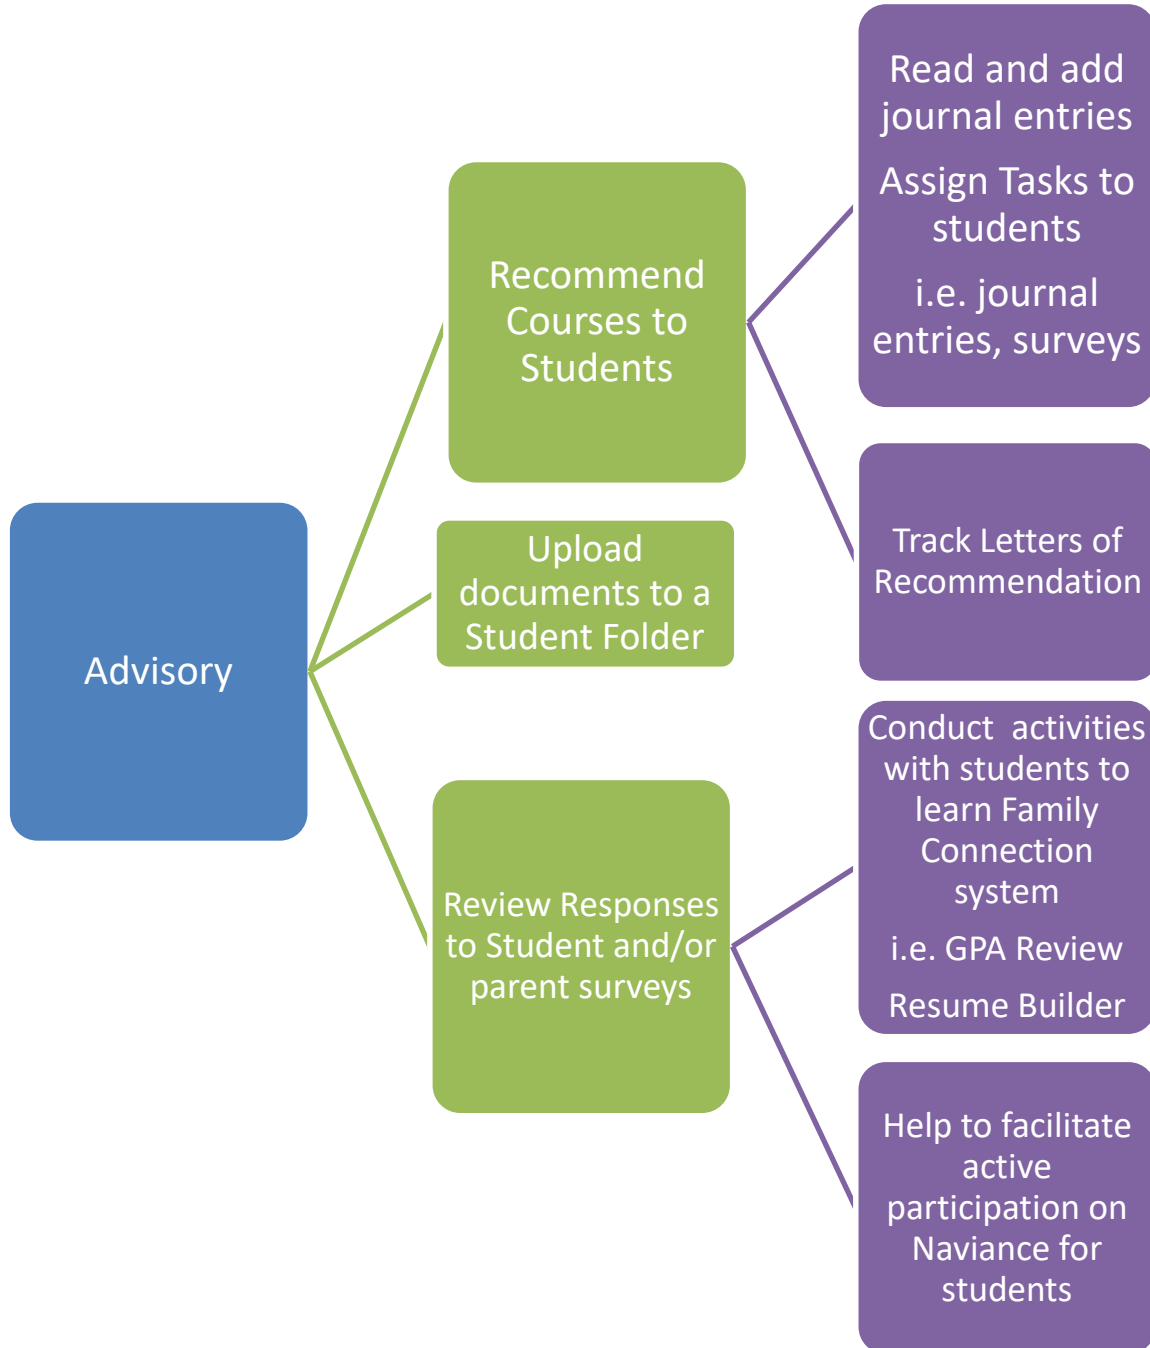 Advisory
Recommend
Courses to
Students
Upload
documents to a
Student Folder
Review Responses
to Student and/or
parent surveys
Read and add
journal entries
Assign Tasks to
students
i.e. journal
entries, surveys
Track Letters of
Recommendation
Conduct  activities
with students to
learn Family
Connection
system
i.e. GPA Review
Resume Builder
Help to facilitate
active
participation on
Naviance for
students